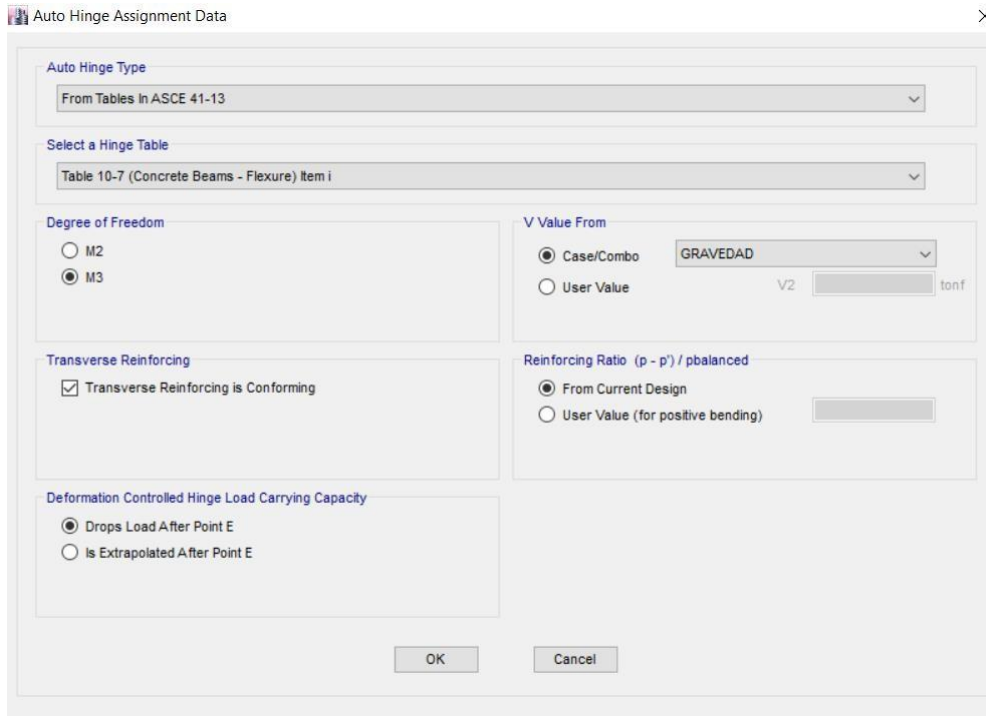 Auto Hinge Assignment Data
Auto Hinge Type
From Tables In ASCE 41-13
Select a Hinge Table
Table 10-7 (Concrete Beams - Flexure) Item i
Degree of Freedom
M2
M3
V Value From
Case/Combo GRAVEDAD
User Value V2 tonf
Transverse Reinforcing
Transverse Reinforcing is Conforming
Reinforcing Ratio (p - p') / pbalanced
From Current Design
User Value (for positive bending)
Deformation Controlled Hinge Load Carrying Capacity
Drops Load After Point E
Is Extrapolated After Point E
OK Cancel